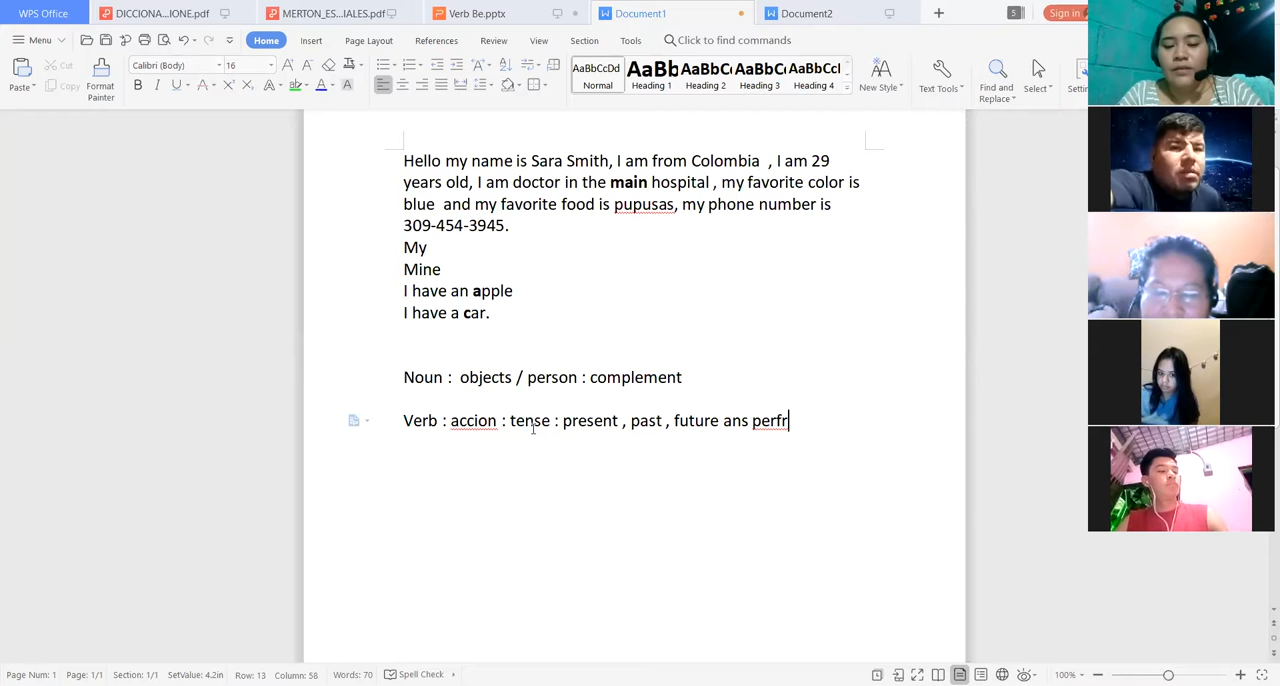 WPS Office DICCIONA...IONE.pdf MERTON_ES...IALES.pdf Verb Be.pptx Document1 Document2 5 Sign in
Menu Home Insert Page Layout References Review View Section Tools Click to find commands
Cut Calibri (Body) 16 AaBbCcDd AaBb AaBbC AaBbC AaBbCcI
Paste Copy Format Painter B I U Normal Heading 1 Heading 2 Heading 3 Heading 4 New Style Text Tools Find and Replace Select
Hello my name is Sara Smith, I am from Colombia , I am 29
years old, I am doctor in the main hospital , my favorite color is
blue and my favorite food is pupusas, my phone number is
309-454-3945.
My
Mine
I have an apple
I have a car.
Noun : objects / person : complement
Verb : accion : tense : present , past , future ans perfr
Page Num: 1 Page: 1/1 Section: 1/1 SetValue: 4.2in Row: 13 Column: 58 Words: 70 Spell Check 100%